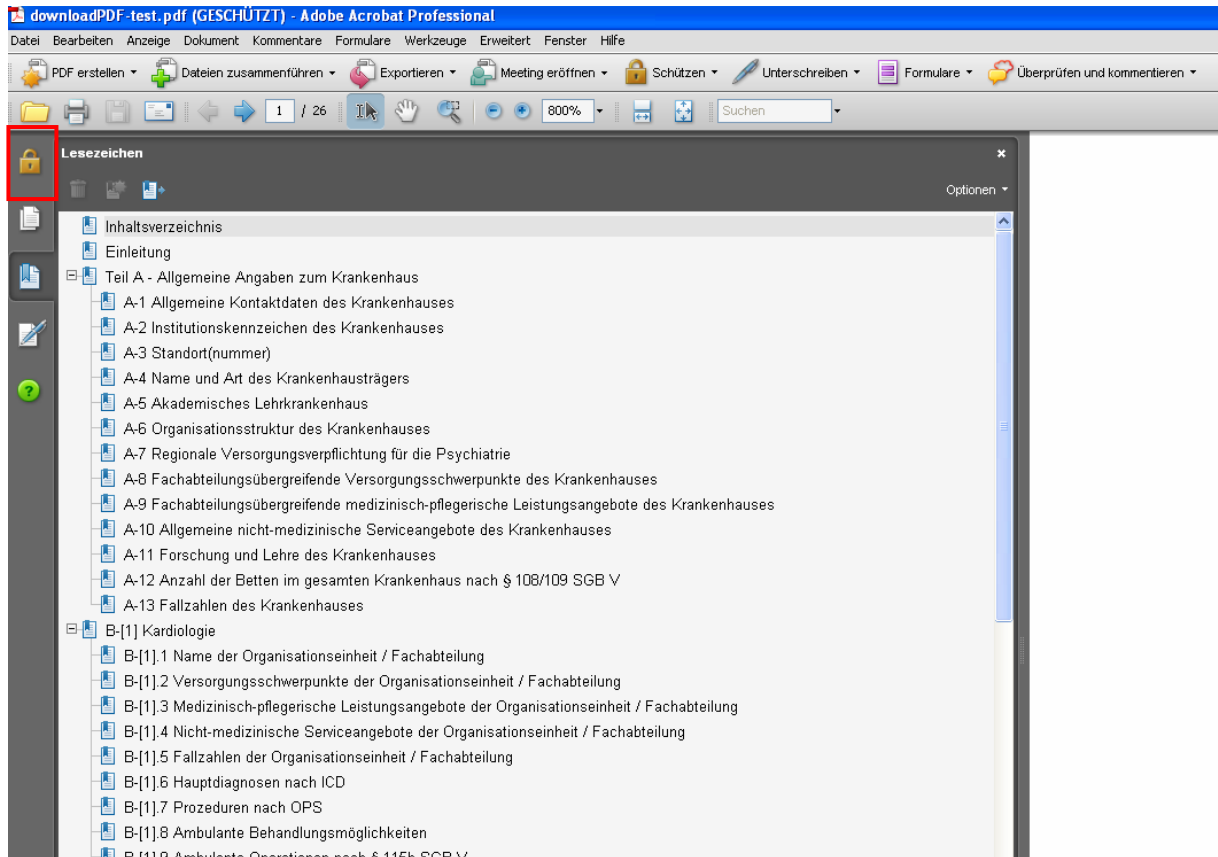 downloadPDF-test.pdf (GESCHÜTZT) - Adobe Acrobat Professional
Datei Bearbeiten Anzeige Dokument Kommentare Formulare Werkzeuge Erweitert Fenster Hilfe
PDF erstellen Dateien zusammenführen Exportieren Meeting eröffnen Schützen Unterschreiben Formulare Überprüfen und kommentieren
1 / 26 800% Suchen
Lesezeichen
Optionen
Inhaltsverzeichnis
Einleitung
Teil A - Allgemeine Angaben zum Krankenhaus
A-1 Allgemeine Kontaktdaten des Krankenhauses
A-2 Institutionskennzeichen des Krankenhauses
A-3 Standort(nummer)
A-4 Name und Art des Krankenhausträgers
A-5 Akademisches Lehrkrankenhaus
A-6 Organisationsstruktur des Krankenhauses
A-7 Regionale Versorgungsverpflichtung für die Psychiatrie
A-8 Fachabteilungsübergreifende Versorgungsschwerpunkte des Krankenhauses
A-9 Fachabteilungsübergreifende medizinisch-pflegerische Leistungsangebote des Krankenhauses
A-10 Allgemeine nicht-medizinische Serviceangebote des Krankenhauses
A-11 Forschung und Lehre des Krankenhauses
A-12 Anzahl der Betten im gesamten Krankenhaus nach § 108/109 SGB V
A-13 Fallzahlen des Krankenhauses
B-[1] Kardiologie
B-[1].1 Name der Organisationseinheit / Fachabteilung
B-[1].2 Versorgungsschwerpunkte der Organisationseinheit / Fachabteilung
B-[1].3 Medizinisch-pflegerische Leistungsangebote der Organisationseinheit / Fachabteilung
B-[1].4 Nicht-medizinische Serviceangebote der Organisationseinheit / Fachabteilung
B-[1].5 Fallzahlen der Organisationseinheit / Fachabteilung
B-[1].6 Hauptdiagnosen nach ICD
B-[1].7 Prozeduren nach OPS
B-[1].8 Ambulante Behandlungsmöglichkeiten
B-[1].9 Ambulante Operationen nach § 115b SGB V